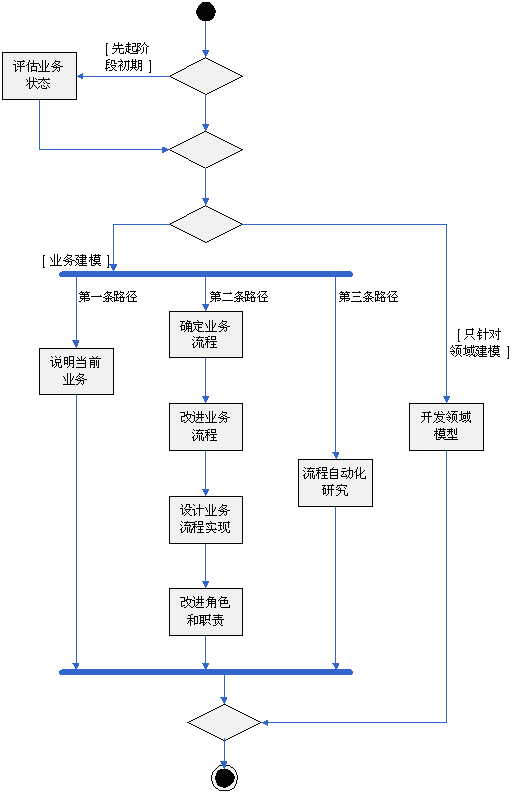 [ 先起阶
段初期 ]
评估业务
状态
[ 业务建模 ]
第一条路径
第二条路径
第三条路径
确定业务
流程
[ 只针对
领域建模 ]
说明当前
业务
改进业务
流程
开发领域
模型
流程自动化
研究
设计业务
流程实现
改进角色
和职责